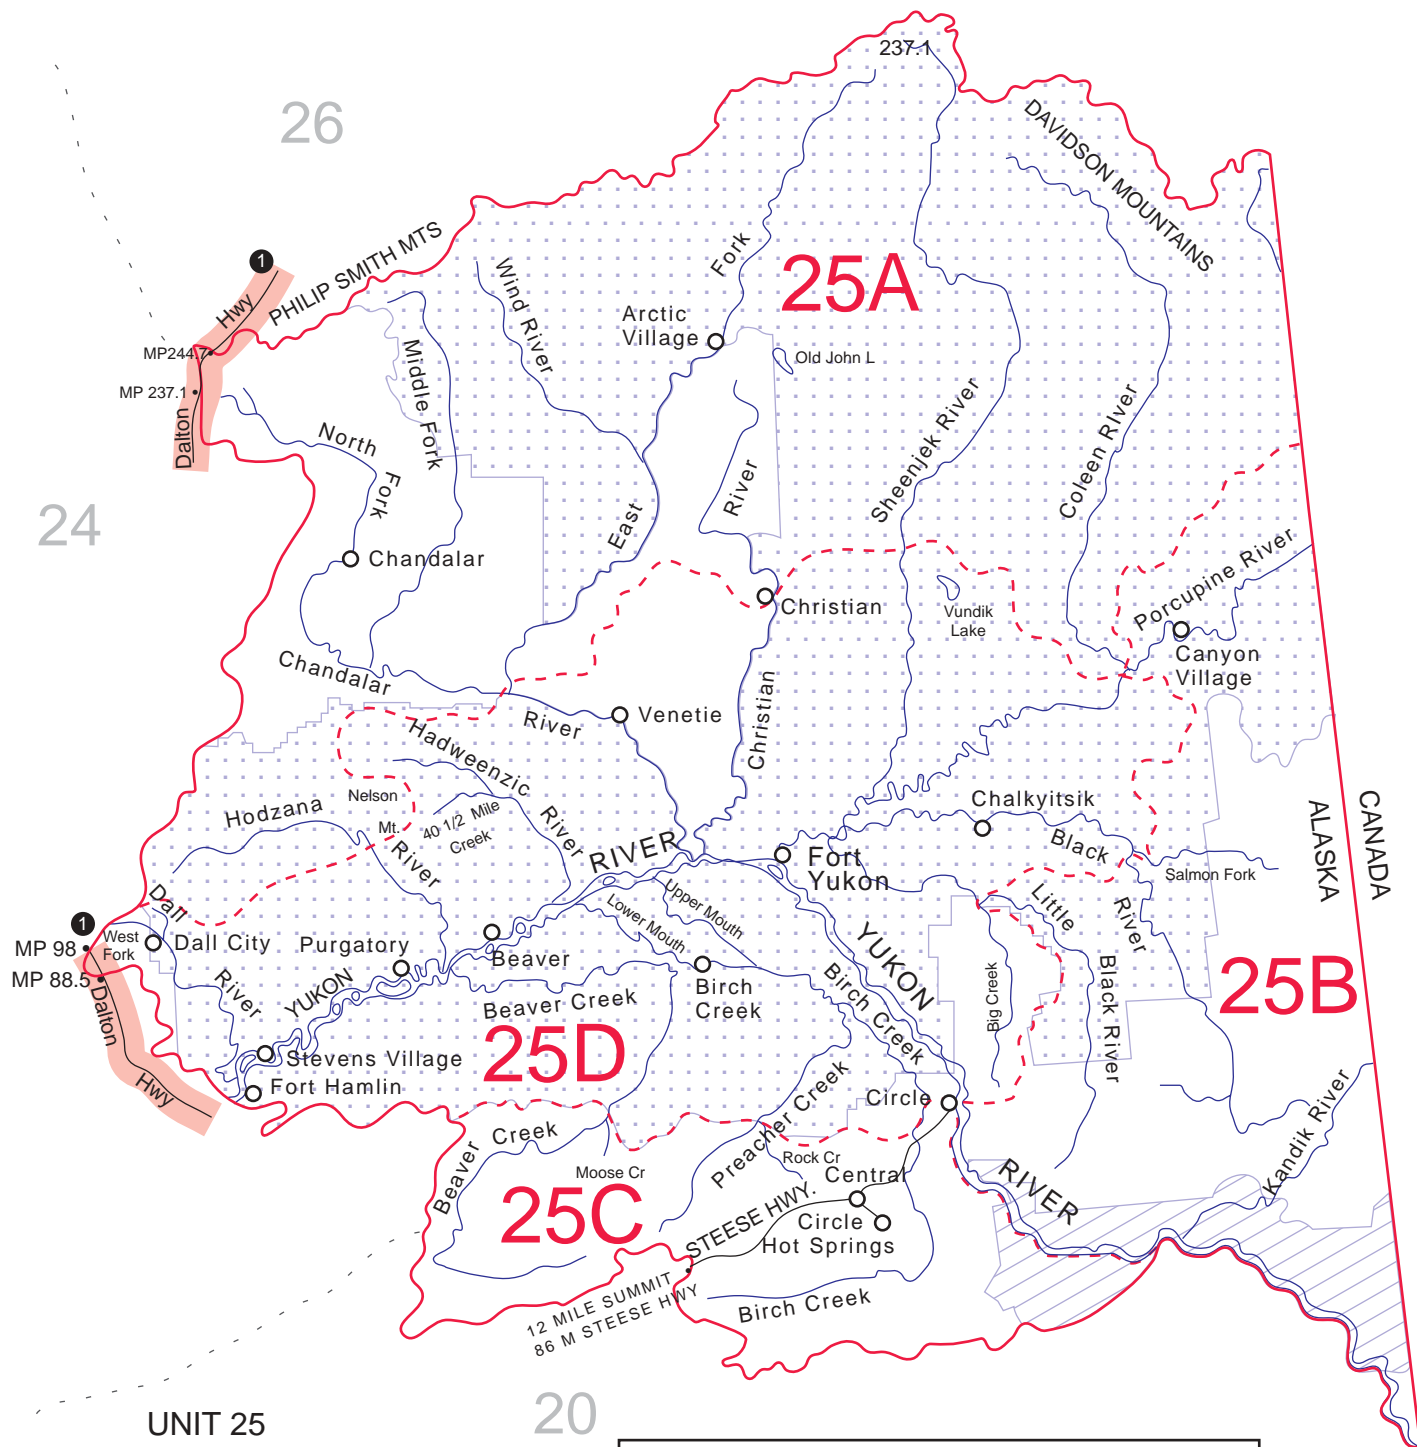 237.1
26
DAVIDSON MOUNTAINS
PHILIP SMITH MTS
1
Hwy
Wind River
Fork
25A
Arctic
Village
Old John L
MP244.7
MP 237.1
Dalton
Middle Fork
North
Fork
River
Sheenjek River
Coleen RIver
24
East
Chandalar
Christian
Vundik
Lake
Porcupine River
Canyon
Village
Chandalar
River
Venetie
Christian
Hadweenzic
River
Nelson
Mt.
40 1/2 Mile
Creek
Hodzana
River
Chalkyitsik
Black
River
Salmon Fork
ALASKA
CANADA
RIVER
Fort
Yukon
Upper Mouth
Lower Mouth
Little
Black River
Dall
River
1
MP 98
West
Fork
Dall City
Purgatory
Beaver
MP 88.5
Dalton
Hwy
YUKON
Beaver Creek
Birch
Creek
Birch Creek
YUKON
Big Creek
25B
25D
Stevens Village
Fort Hamlin
Preacher Creek
Circle
Beaver Creek
Moose Cr
Rock Cr
Central
RIVER
Kandik River
25C
STEESE HWY.
Circle
Hot Springs
12 MILE SUMMIT
86 M STEESE HWY
Birch Creek
20
UNIT 25